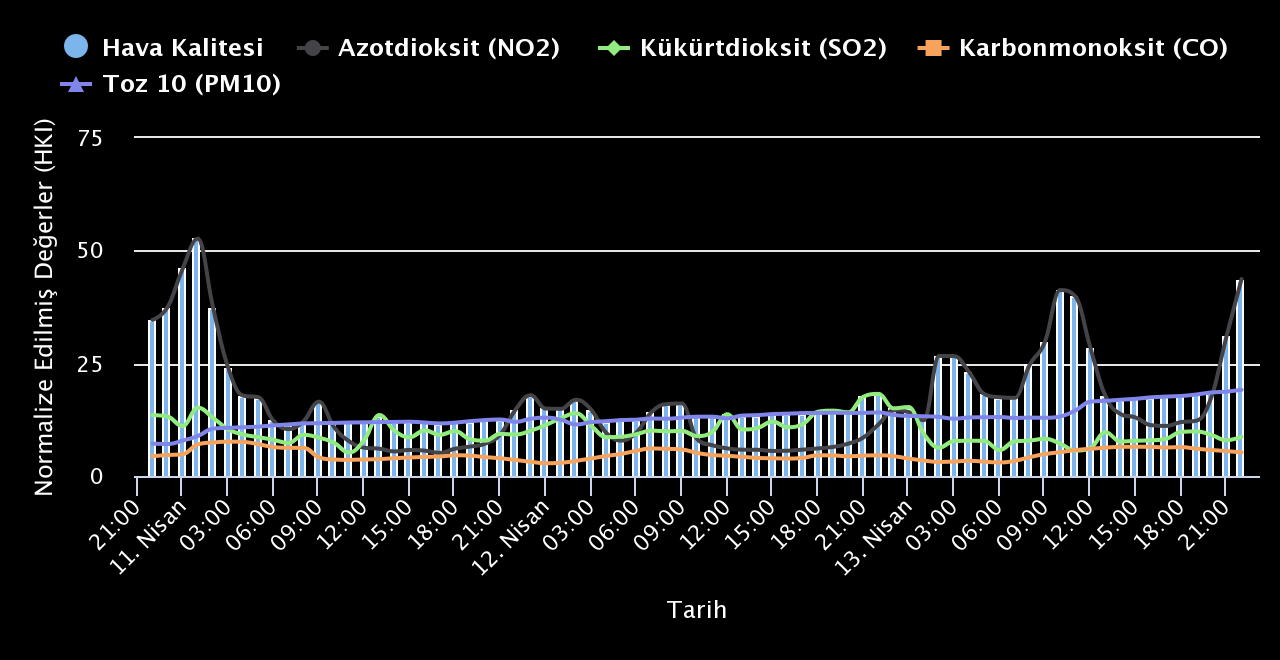 Hava Kalitesi Azotdioksit (NO2) Kükürtdioksit (SO2) Karbonmonoksit (CO)
Toz 10 (PM10)
Normalize Edilmiş Değerler (HKI)
75
50
25
0
21:00 11. Nisan 03:00 06:00 09:00 12:00 15:00 18:00 21:00 12. Nisan 03:00 06:00 09:00 12:00 15:00 18:00 21:00 13. Nisan 03:00 06:00 09:00 12:00 15:00 18:00 21:00
Tarih